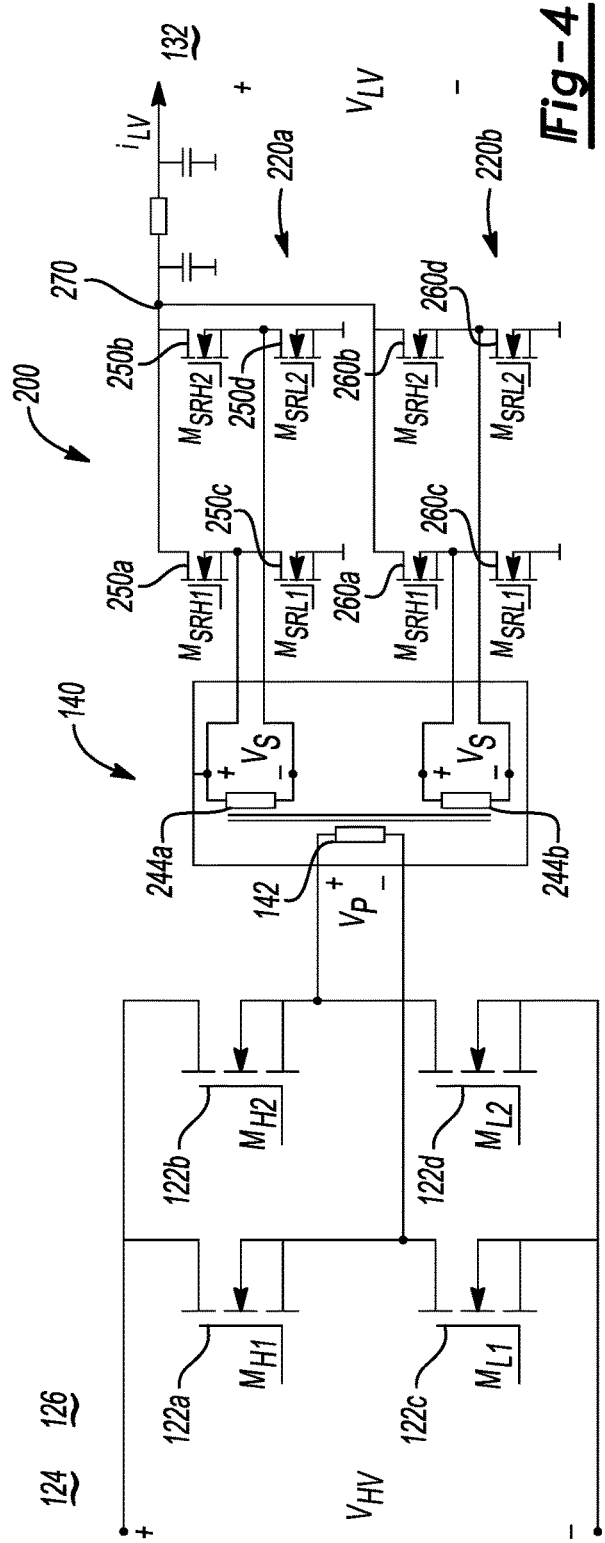 124
126
+
V_HV
−
122a
M_H1
122b
M_H2
122c
M_L1
122d
M_L2
140
142
+
V_P
−
244a
+
V_S
−
244b
+
V_S
−
200
250a
M_SRH1
250b
M_SRH2
250c
M_SRL1
250d
M_SRL2
260a
M_SRH1
260b
M_SRH2
260c
M_SRL1
260d
M_SRL2
270
i_LV
132
+
V_LV
−
220a
220b
Fig-4